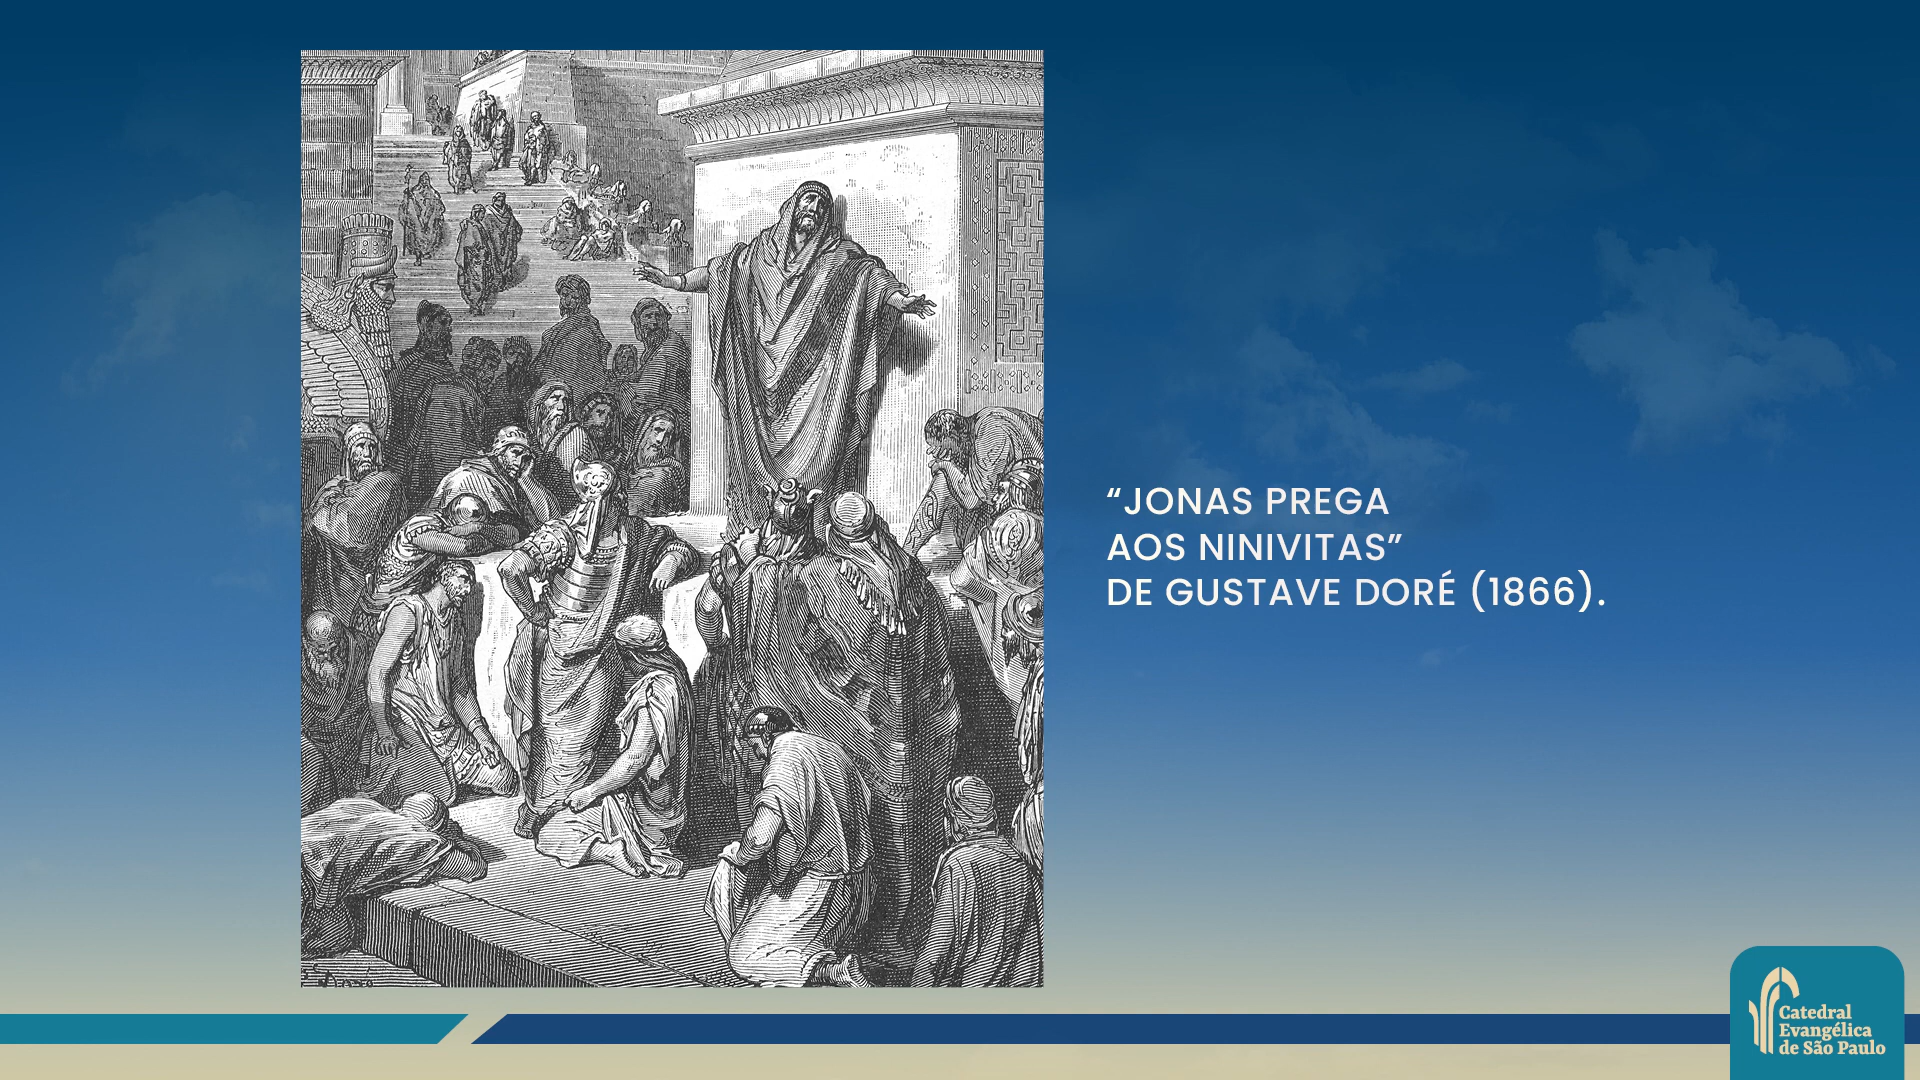 “JONAS PREGA
AOS NINIVITAS”
DE GUSTAVE DORÉ (1866).
Catedral
Evangélica
de São Paulo